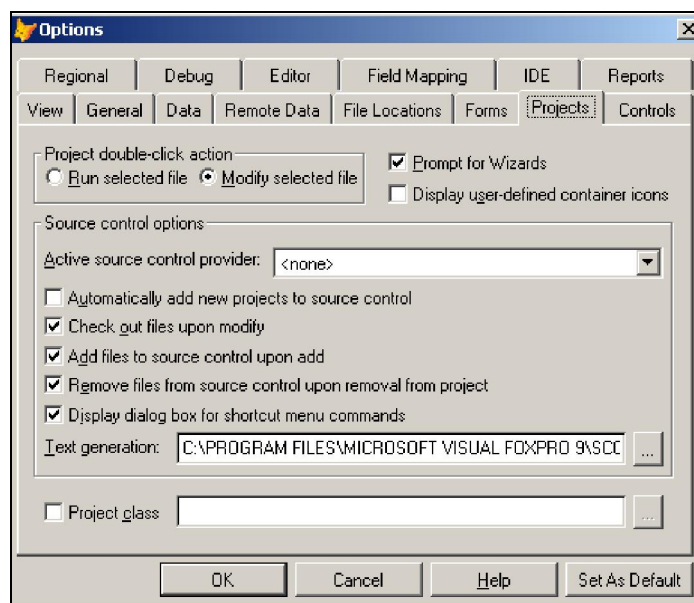 Options
Regional Debug Editor Field Mapping IDE Reports
View General Data Remote Data File Locations Forms Projects Controls
Project double-click action
Run selected file Modify selected file
Prompt for Wizards
Display user-defined container icons
Source control options
Active source control provider: <none>
Automatically add new projects to source control
Check out files upon modify
Add files to source control upon add
Remove files from source control upon removal from project
Display dialog box for shortcut menu commands
Text generation: C:\PROGRAM FILES\MICROSOFT VISUAL FOXPRO 9\SCC ...
Project class ...
OK Cancel Help Set As Default